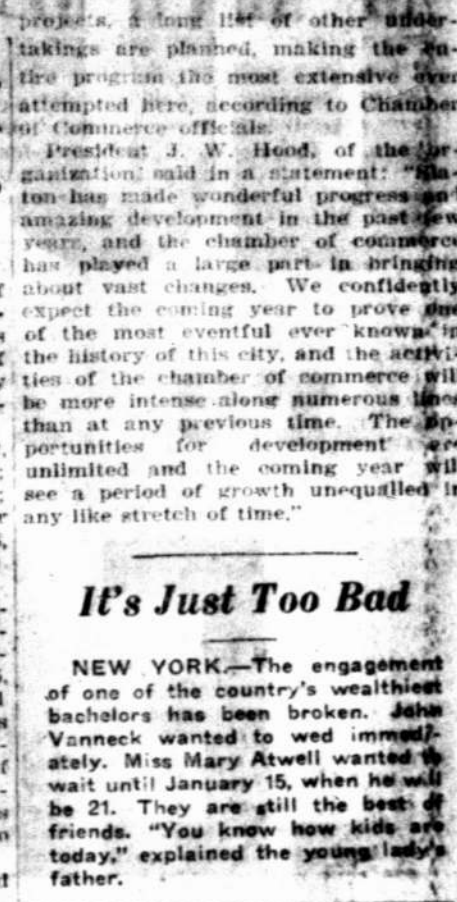 projects, a long list of other under-
takings are planned, making the en-
tire program the most extensive ever
attempted here, according to Chamber
of Commerce officials.
President J. W. Hood, of the or-
ganization, said in a statement: "Sla-
ton has made wonderful progress and
amazing development in the past few
years, and the chamber of commerce
has played a large part in bringing
about vast changes. We confidently
expect the coming year to prove one
of the most eventful ever known in
the history of this city, and the activi-
ties of the chamber of commerce will
be more intense along numerous lines
than at any previous time. The op-
portunities for development are
unlimited and the coming year will
see a period of growth unequalled in
any like stretch of time."
It's Just Too Bad
NEW YORK.—The engagement
of one of the country's wealthiest
bachelors has been broken. John
Vanneck wanted to wed immedi-
ately. Miss Mary Atwell wanted to
wait until January 15, when he will
be 21. They are still the best of
friends. "You know how kids are
today," explained the young lady's
father.